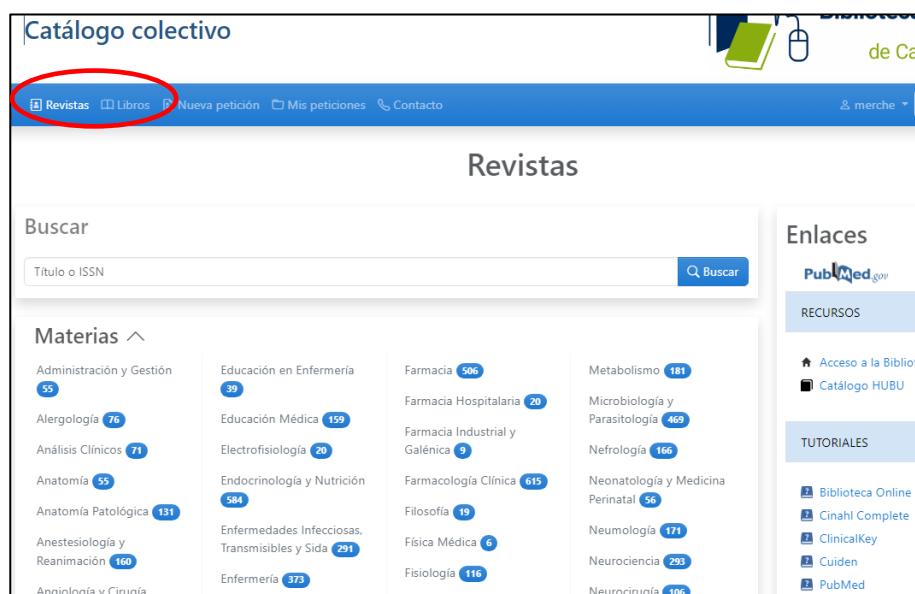 Catálogo colectivo
de Ca
Revistas Libros Nueva petición Mis peticiones Contacto
merche
Revistas
Buscar
Título o ISSN
Buscar
Materias
Administración y Gestión
55
Alergología 76
Análisis Clínicos 71
Anatomía 55
Anatomía Patológica 131
Anestesiología y
Reanimación 160
Angiología y Cirugía
Educación en Enfermería
39
Educación Médica 159
Electrofisiología 20
Endocrinología y Nutrición
584
Enfermedades Infecciosas,
Transmisibles y Sida 291
Enfermería 373
Farmacia 506
Farmacia Hospitalaria 20
Farmacia Industrial y
Galénica 9
Farmacología Clínica 615
Filosofía 19
Física Médica 6
Fisiología 116
Metabolismo 181
Microbiología y
Parasitología 469
Nefrología 166
Neonatología y Medicina
Perinatal 56
Neumología 171
Neurociencia 293
Neurocirugía 106
Enlaces
PubMed.gov
RECURSOS
Acceso a la Bibliot
Catálogo HUBU
TUTORIALES
Biblioteca Online
Cinahl Complete
ClinicalKey
Cuiden
PubMed